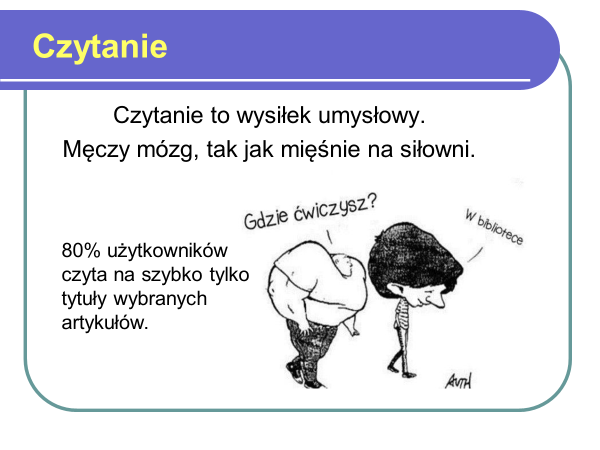 Czytanie
Czytanie to wysiłek umysłowy.
Męczy mózg, tak jak mięśnie na siłowni.
Gdzie ćwiczysz?
W bibliotece
80% użytkowników
czyta na szybko tylko
tytuły wybranych
artykułów.
AUTH